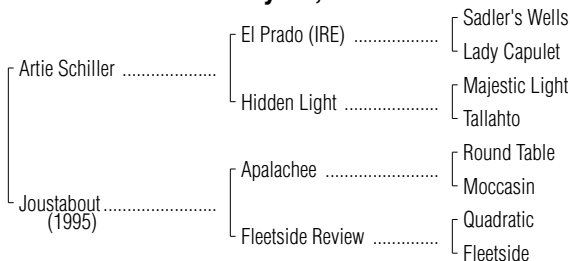 Sadler's Wells
El Prado (IRE) ....................
Lady Capulet
Artie Schiller ......................
Majestic Light
Hidden Light ......................
Tallahto
Round Table
Apalachee ..........................
Moccasin
Joustabout ..........................
(1995)
Quadratic
Fleetside Review ...............
Fleetside